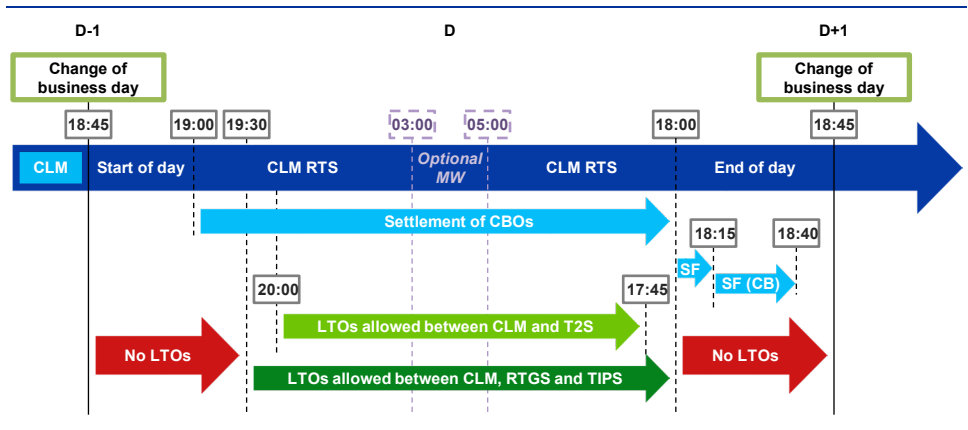 D-1
D
D+1
Change of
business day
Change of
business day
18:45
19:00
19:30
03:00
05:00
18:00
18:45
CLM
Start of day
CLM RTS
Optional
MW
CLM RTS
End of day
Settlement of CBOs
18:15
18:40
SF
SF (CB)
20:00
17:45
LTOs allowed between CLM and T2S
No LTOs
No LTOs
LTOs allowed between CLM, RTGS and TIPS